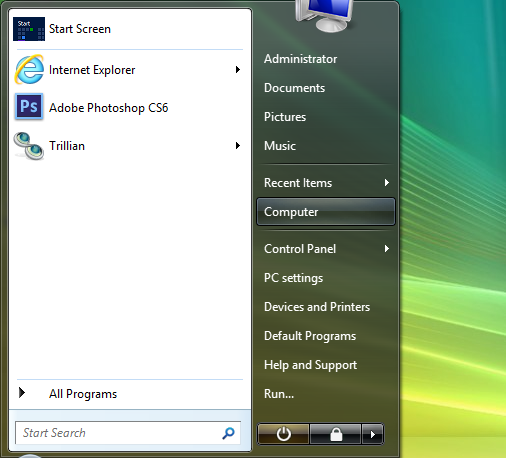 Start
Start Screen
Internet Explorer
Ps
Adobe Photoshop CS6
Trillian
All Programs
Start Search
Administrator
Documents
Pictures
Music
Recent Items
Computer
Control Panel
PC settings
Devices and Printers
Default Programs
Help and Support
Run...